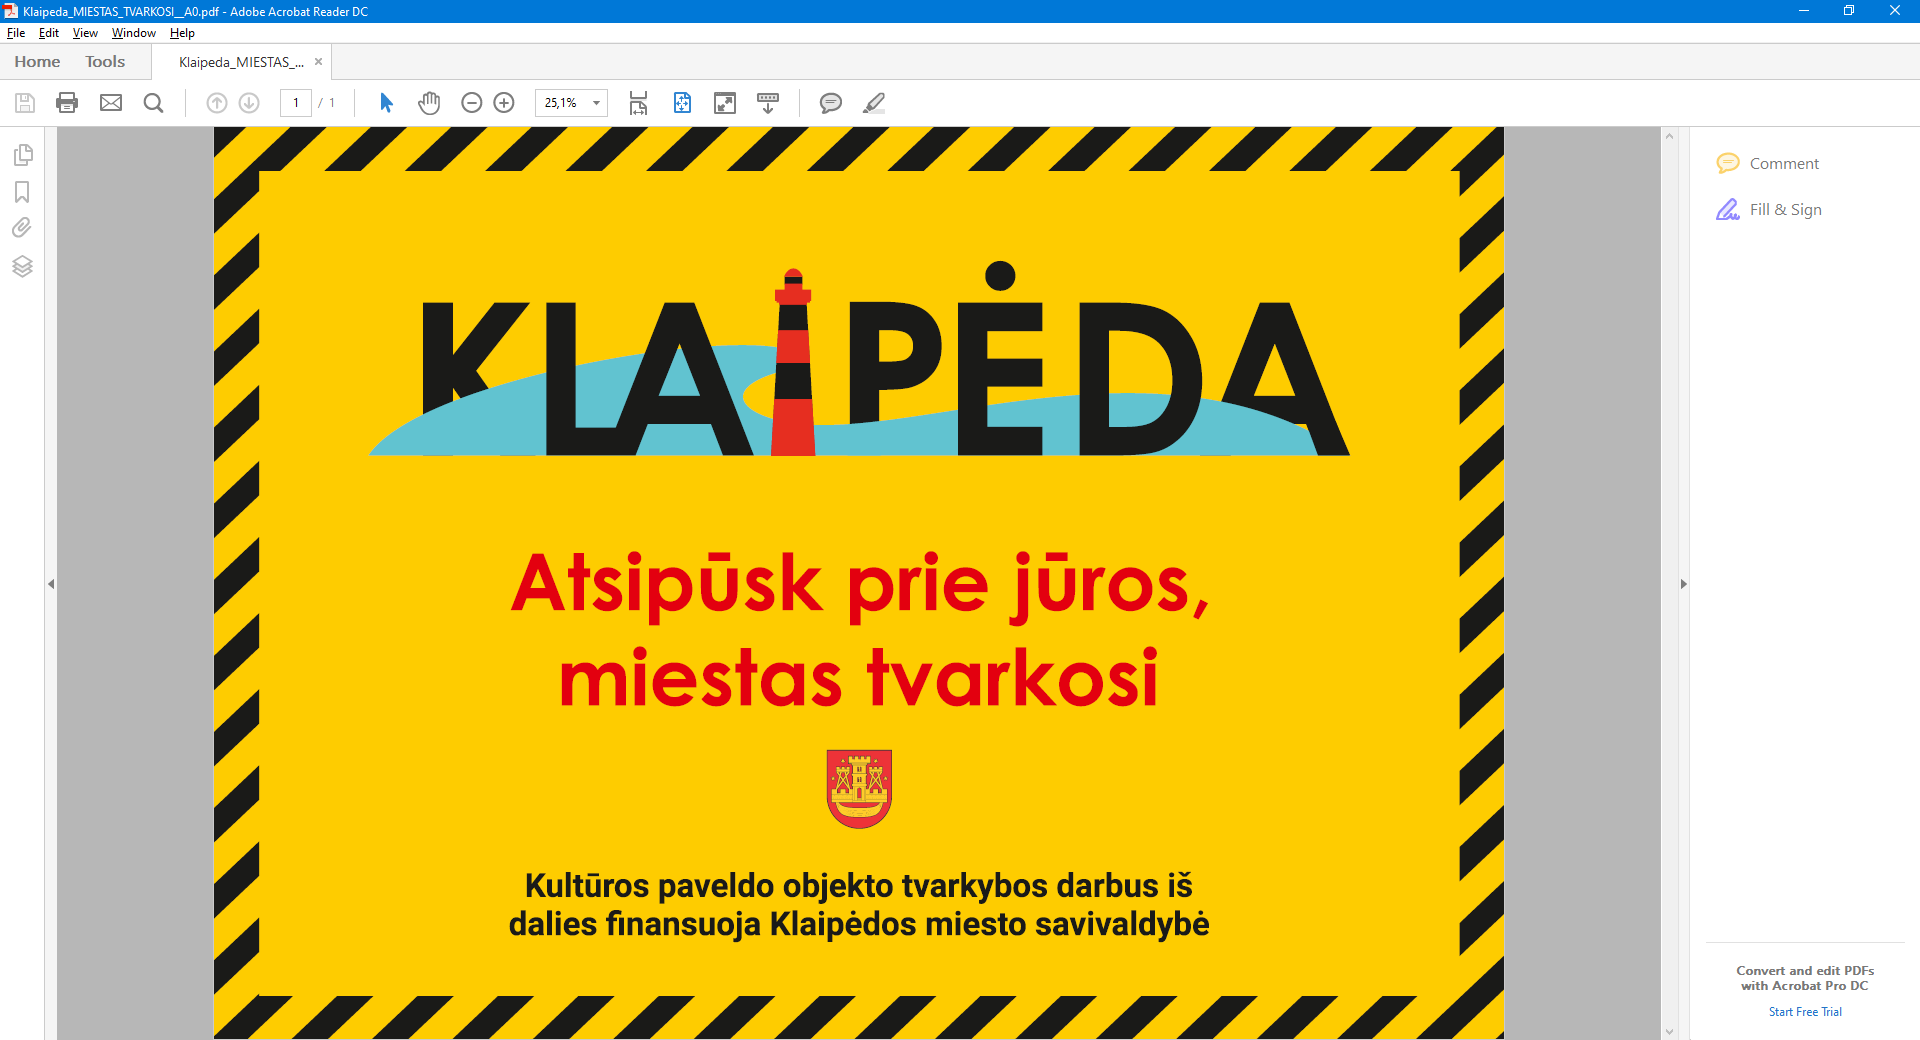 Klaipeda_MIESTAS_TVARKOSI__A0.pdf - Adobe Acrobat Reader DC
File Edit View Window Help
Home Tools Klaipeda_MIESTAS_... ×
1 / 1 25,1%
Comment
Fill & Sign
KLAIPĖDA
Atsipūsk prie jūros,
miestas tvarkosi
Kultūros paveldo objekto tvarkybos darbus iš
dalies finansuoja Klaipėdos miesto savivaldybė
Convert and edit PDFs
with Acrobat Pro DC
Start Free Trial